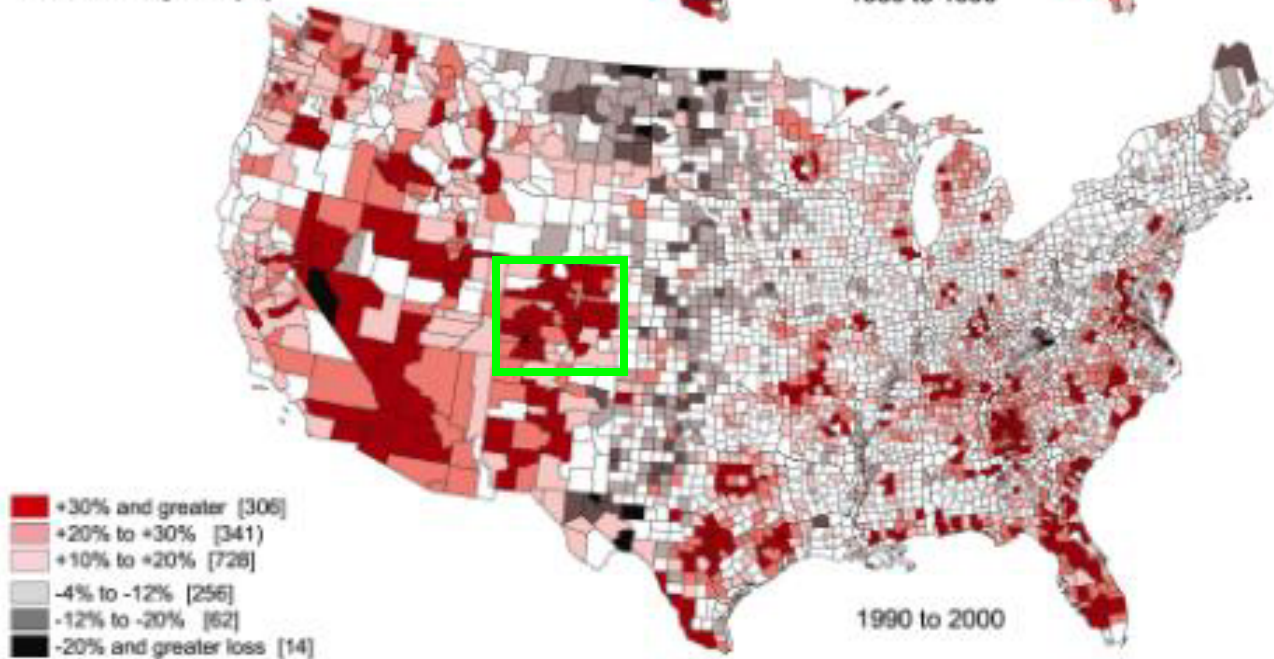 +30% and greater [306]
+20% to +30% [341)
+10% to +20% [728]
-4% to -12% [256]
-12% to -20% [62]
-20% and greater loss [14]
1990 to 2000